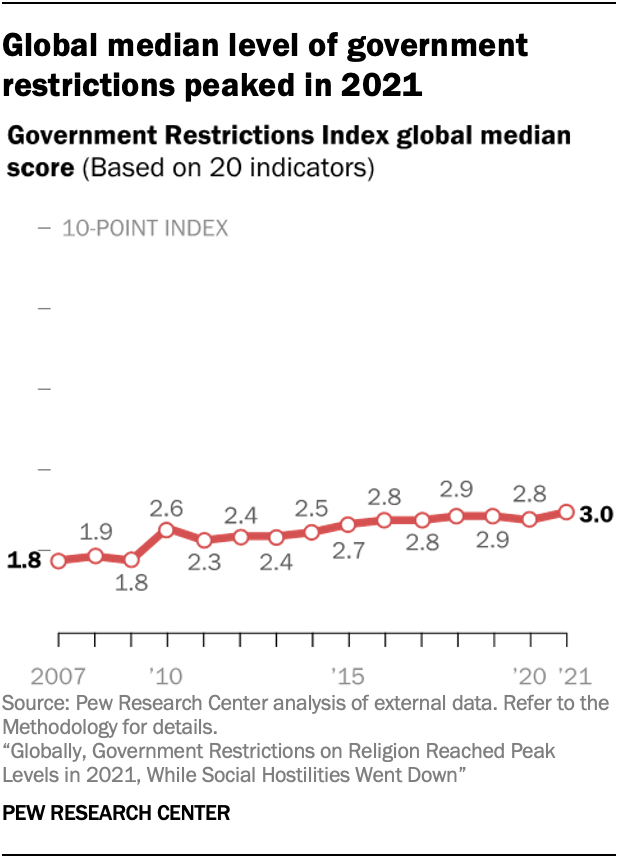 Global median level of government
restrictions peaked in 2021
Government Restrictions Index global median
score (Based on 20 indicators)
10-POINT INDEX
1.8
1.9
1.8
2.6
2.3
2.4
2.4
2.5
2.7
2.8
2.8
2.9
2.9
2.8
3.0
2007 ’10 ’15 ’20 ’21
Source: Pew Research Center analysis of external data. Refer to the
Methodology for details.
“Globally, Government Restrictions on Religion Reached Peak
Levels in 2021, While Social Hostilities Went Down”
PEW RESEARCH CENTER